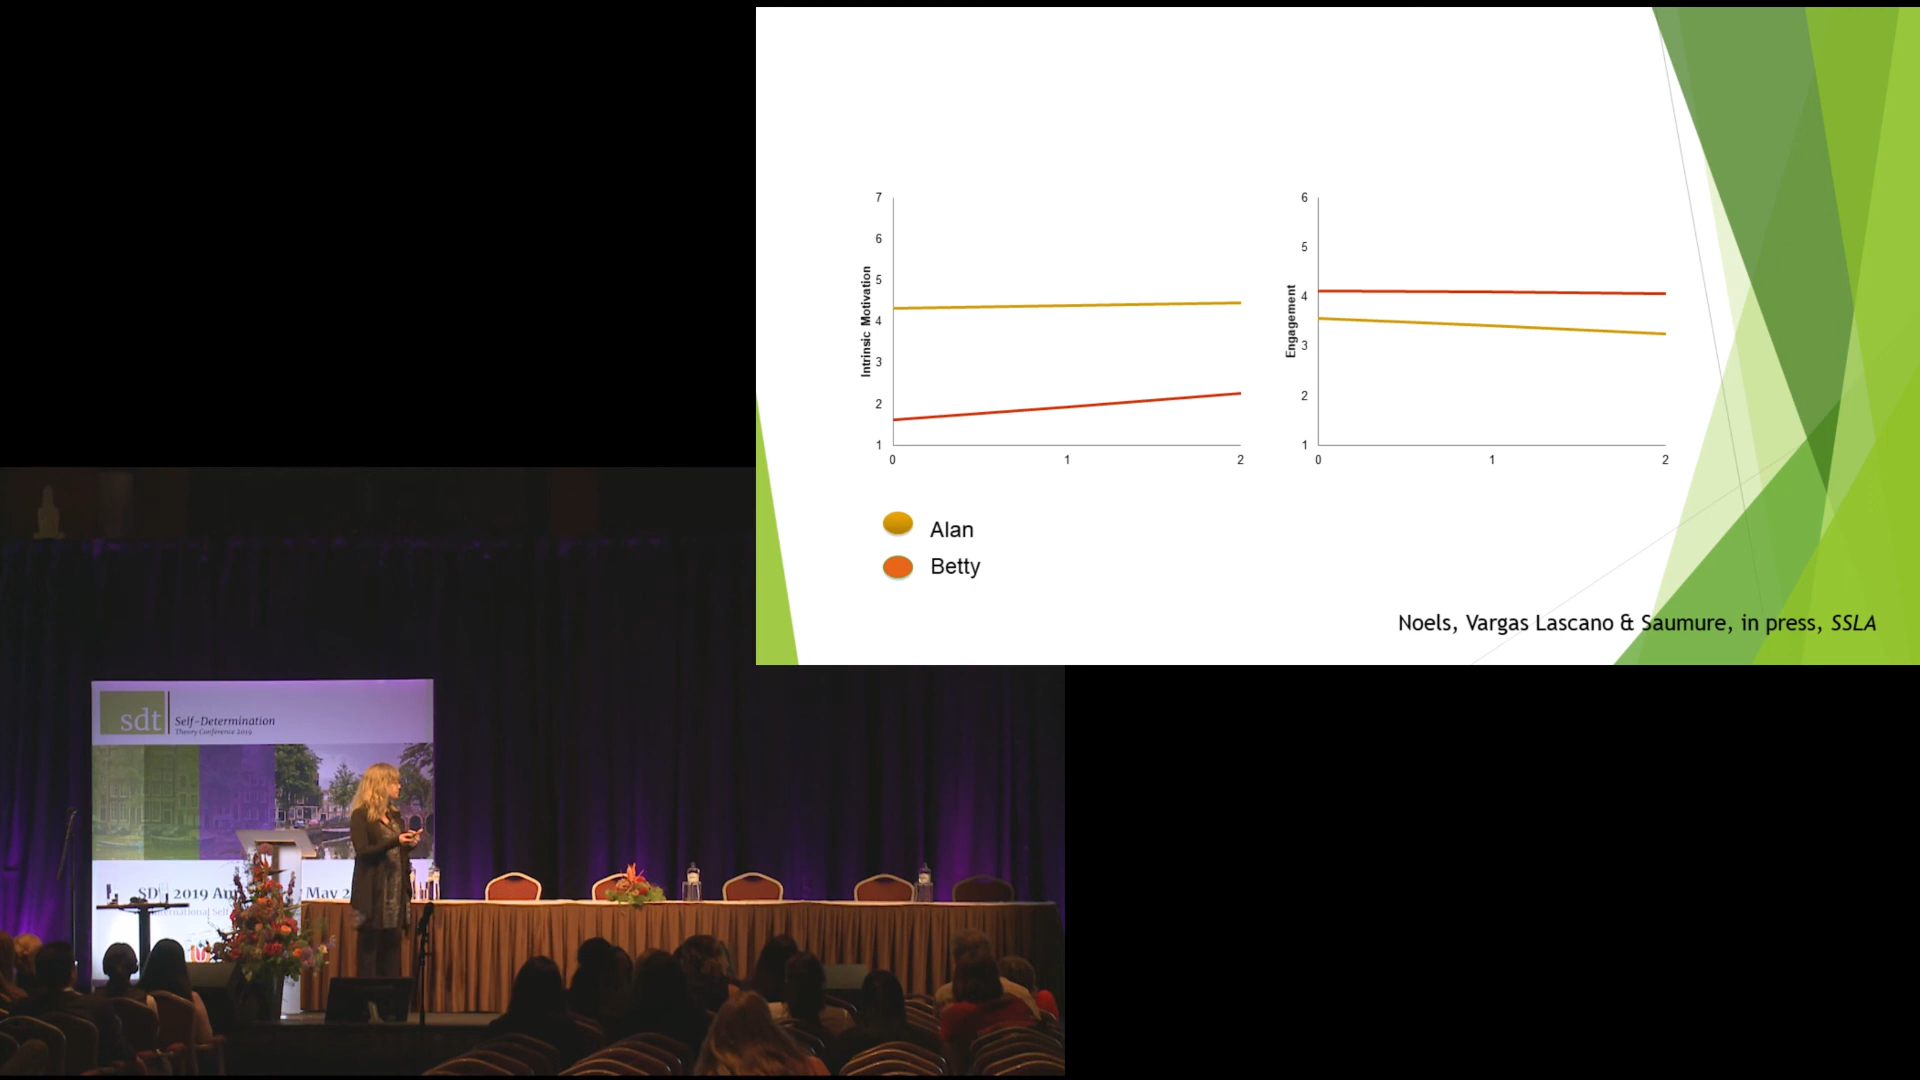 7
6
5
4
3
2
1
Intrinsic Motivation
0 1 2
6
5
4
3
2
1
Engagement
0 1 2
Alan
Betty
Noels, Vargas Lascano & Saumure, in press, SSLA
sdt
Self-Determination
Theory Conference 2019
2019 May 2